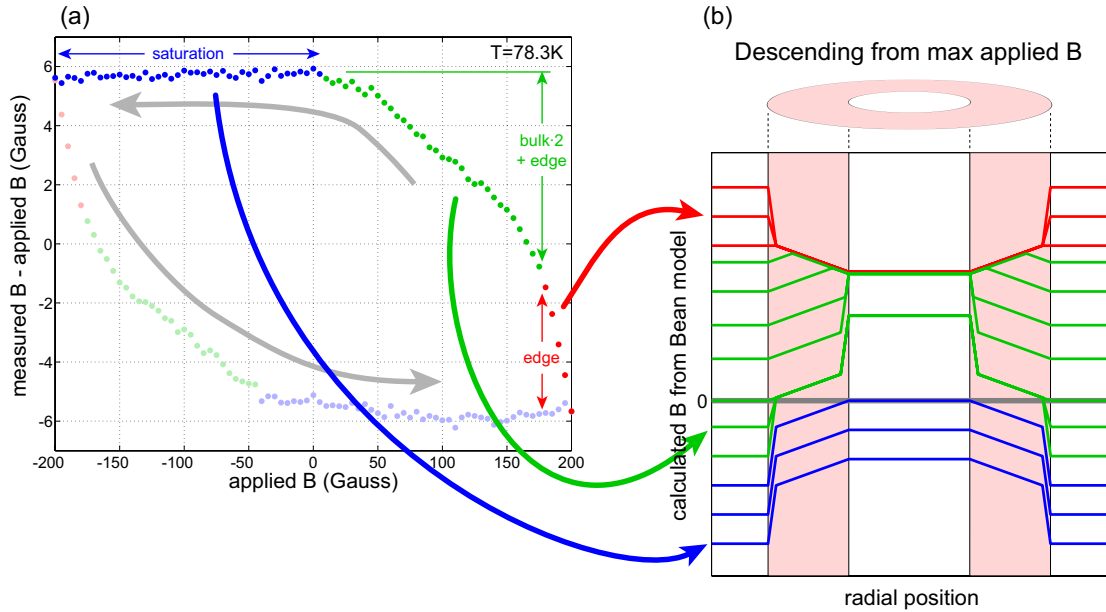 (a)
saturation
T=78.3K
6
4
2
0
-2
-4
-6
-200
-150
-100
-50
0
50
100
150
200
bulk·2
+ edge
edge
measured B - applied B (Gauss)
applied B (Gauss)
(b)
Descending from max applied B
0
calculated B from Bean model
radial position